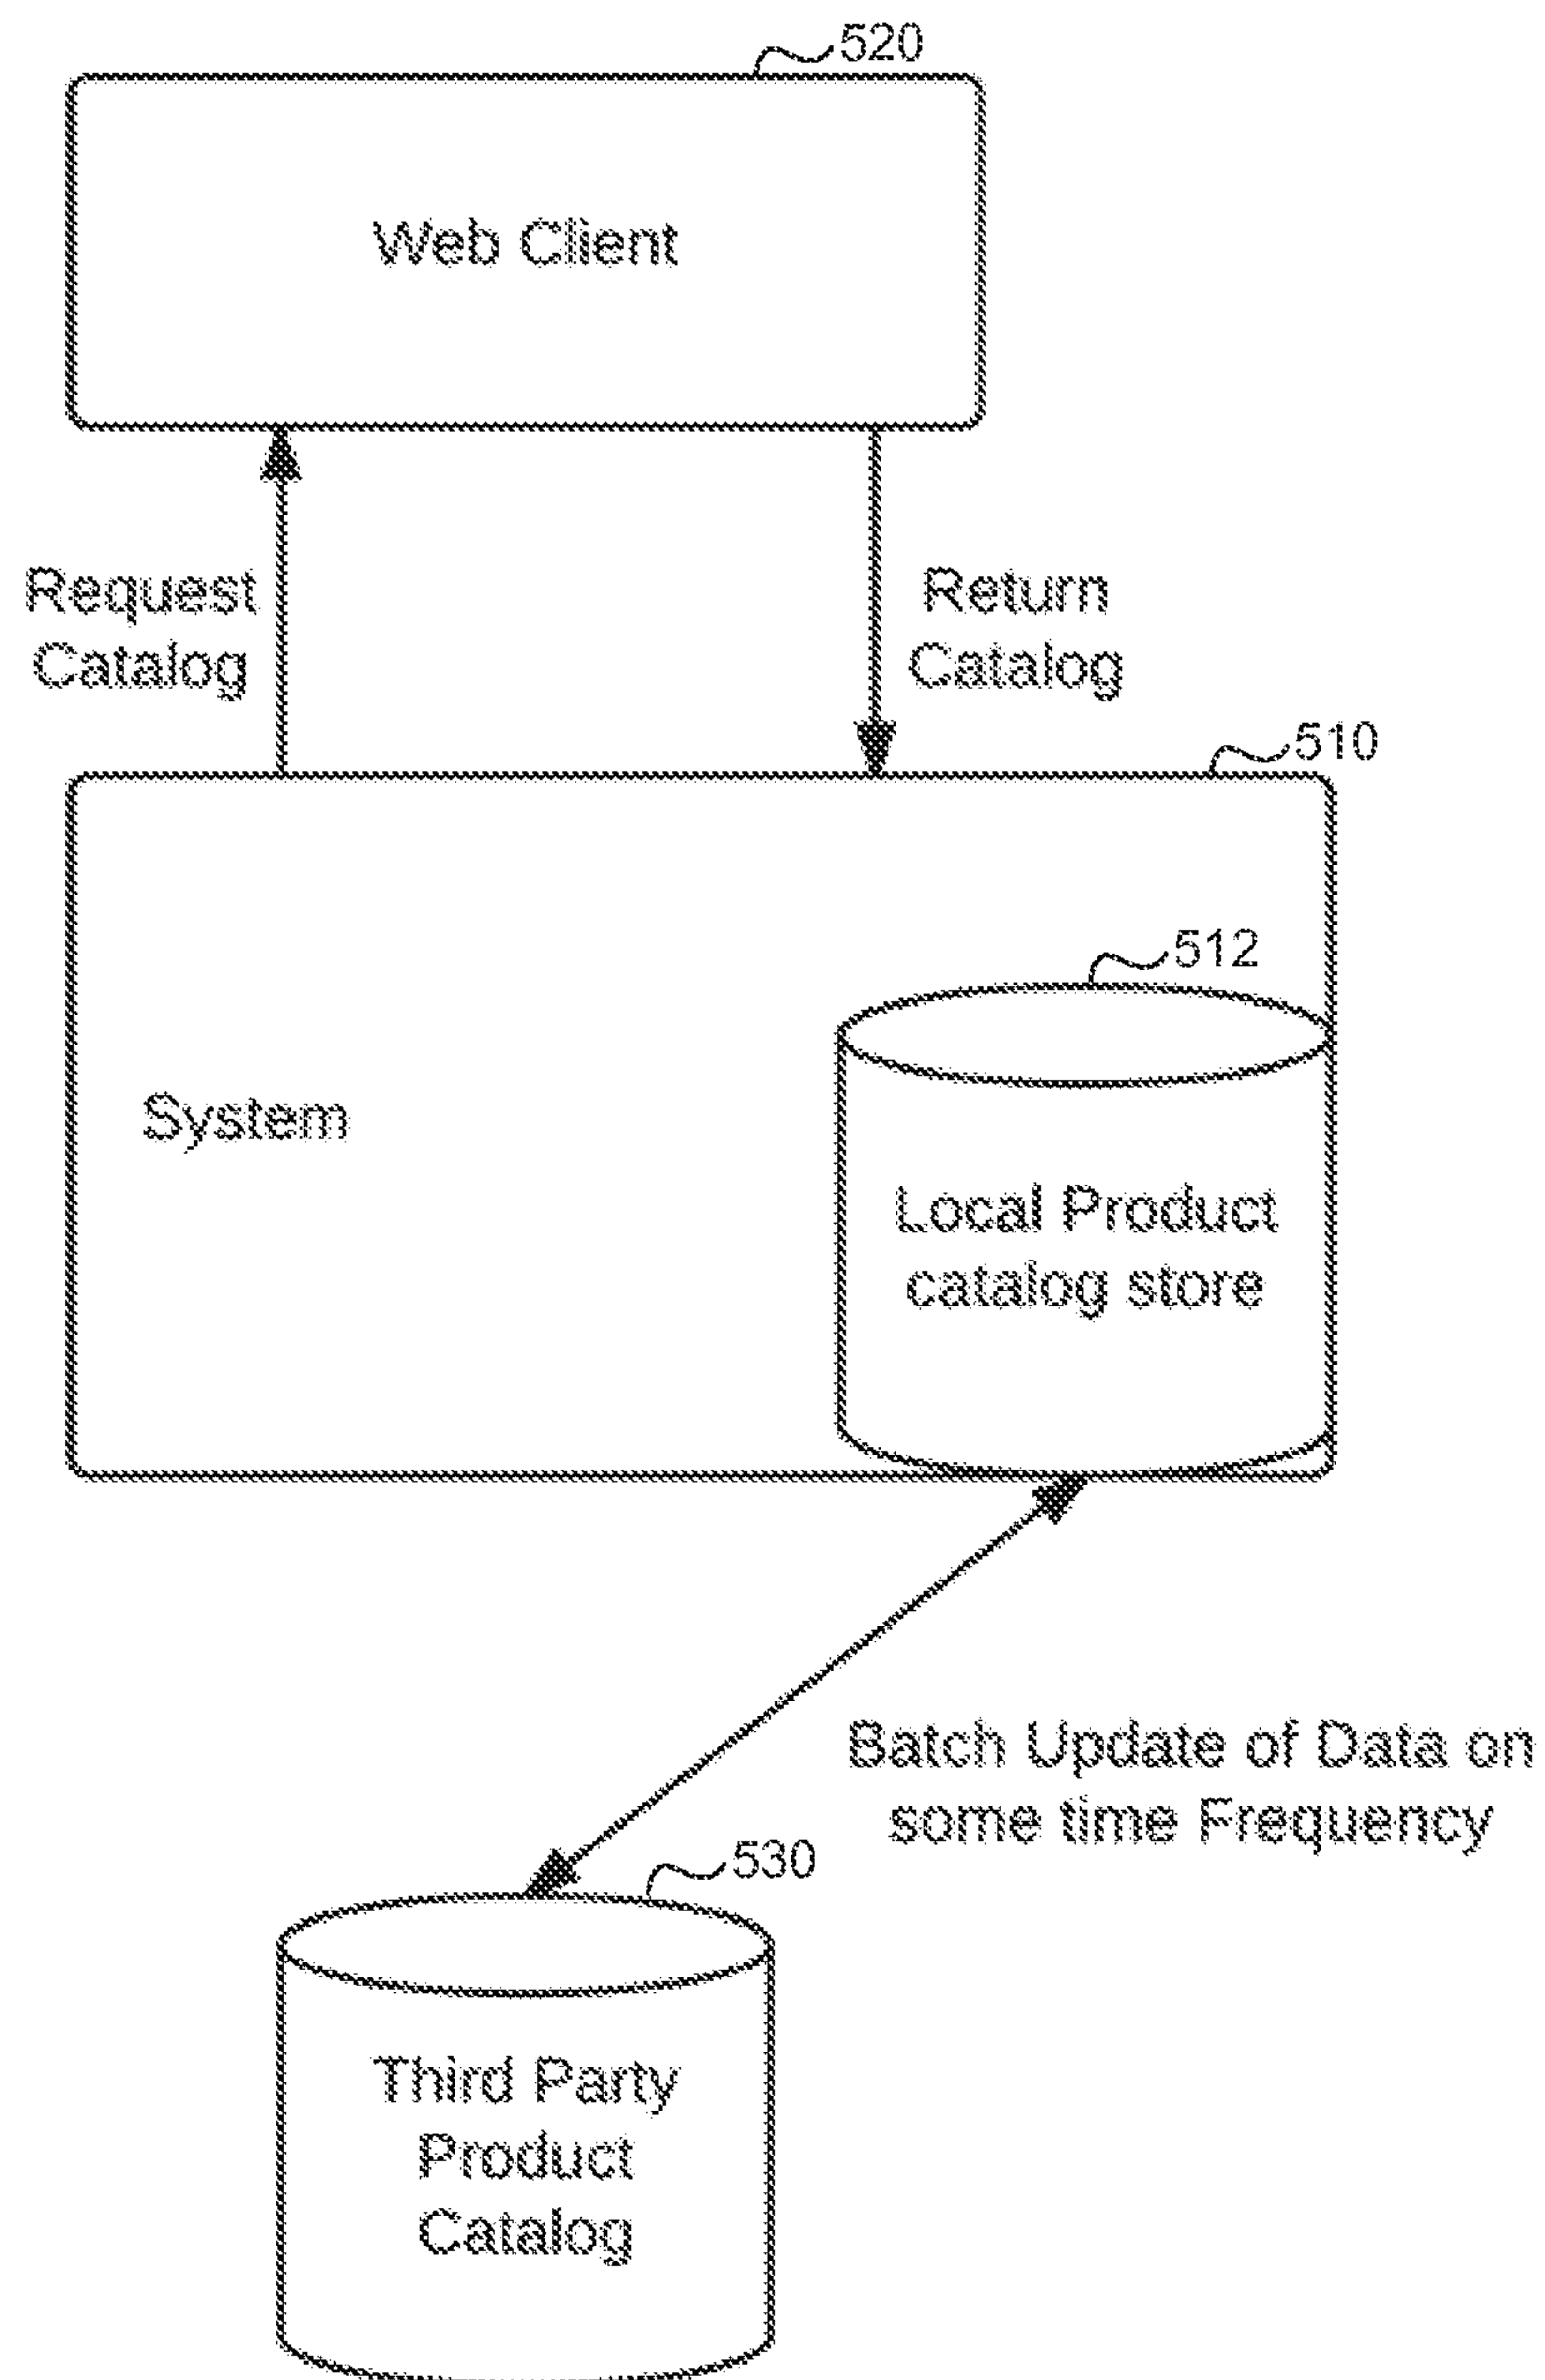 520
Web Client
Request
Catalog
Return
Catalog
510
512
System
Local Product
catalog store
Batch Update of Data on
some time Frequency
530
Third Party
Product
Catalog